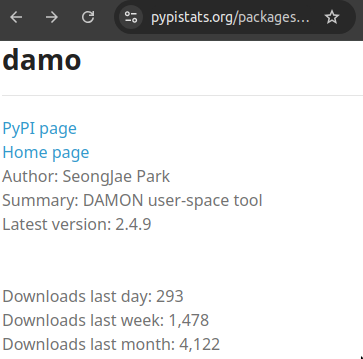 pypistats.org/packages...
damo
PyPI page
Home page
Author: SeongJae Park
Summary: DAMON user-space tool
Latest version: 2.4.9
Downloads last day: 293
Downloads last week: 1,478
Downloads last month: 4,122